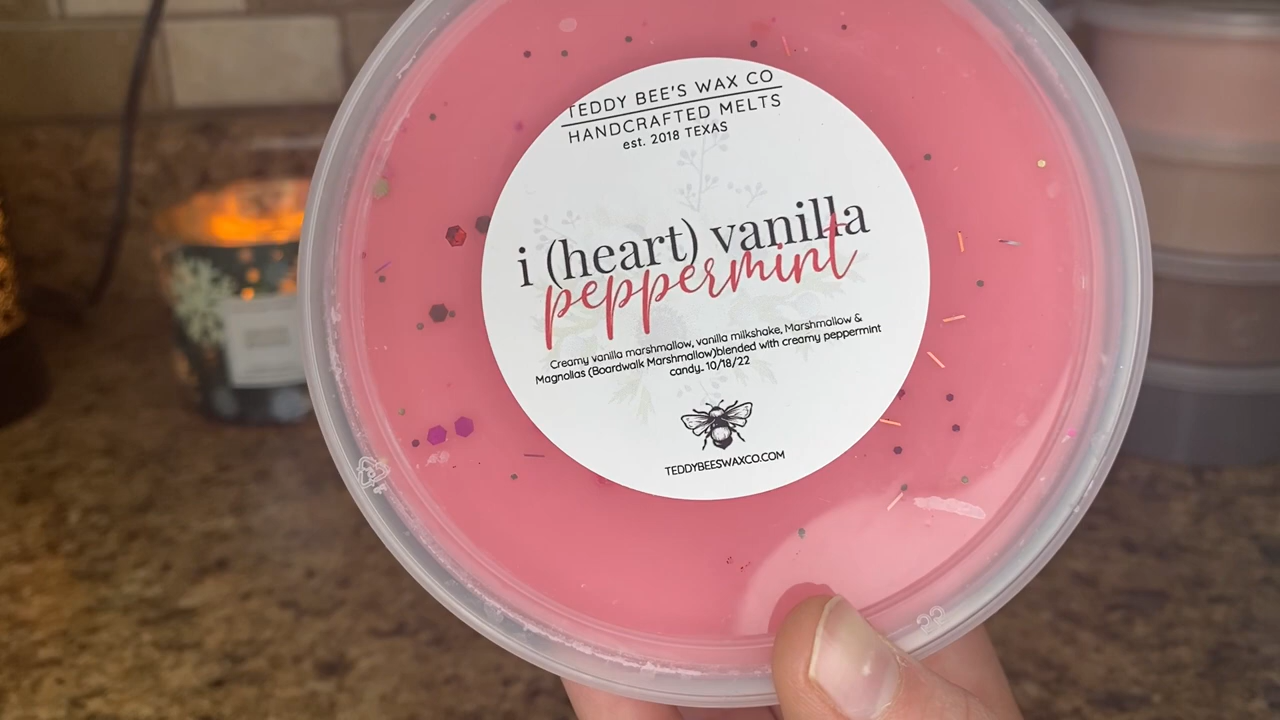 TEDDY BEE'S WAX CO
HANDCRAFTED MELTS
est. 2018 TEXAS
i (heart) vanilla
peppermint
Creamy vanilla marshmallow, vanilla milkshake, Marshmallow &
Magnolias (Boardwalk Marshmallow)blended with creamy peppermint
candy.. 10/18/22
TEDDYBEESWAXCO.COM